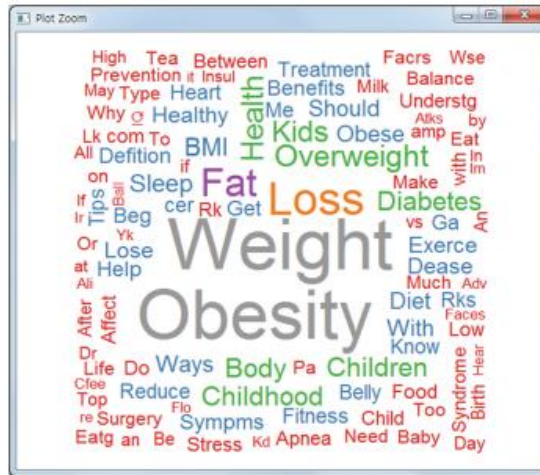 Plot Zoom
High Tea Between Facrs Wse
Prevention it Insul Treatment Balance
May Type Heart Health Benefits Milk Understg
Why Healthy Me Should Atks by
Lk com To BMI Kids Obese amp Eat
All Defition if Overweight with In
on Ball Sleep Fat Loss Make Im
If Tips cer Rk Get Diabetes
Ir Beg Yk Weight vs Ga An
Or Lose Exerce
at Help Dease
Ali Obesity Much Adv
After Affect Diet Rks
With Faces Low
Dr Know
Life Do Ways Body Pa Children Syndrome Hear
Cfee Reduce Childhood Belly Food Birth
Top Flo
re Surgery Sympms Fitness Child Too
Eatg an Be Stress Kd Apnea Need Baby Day